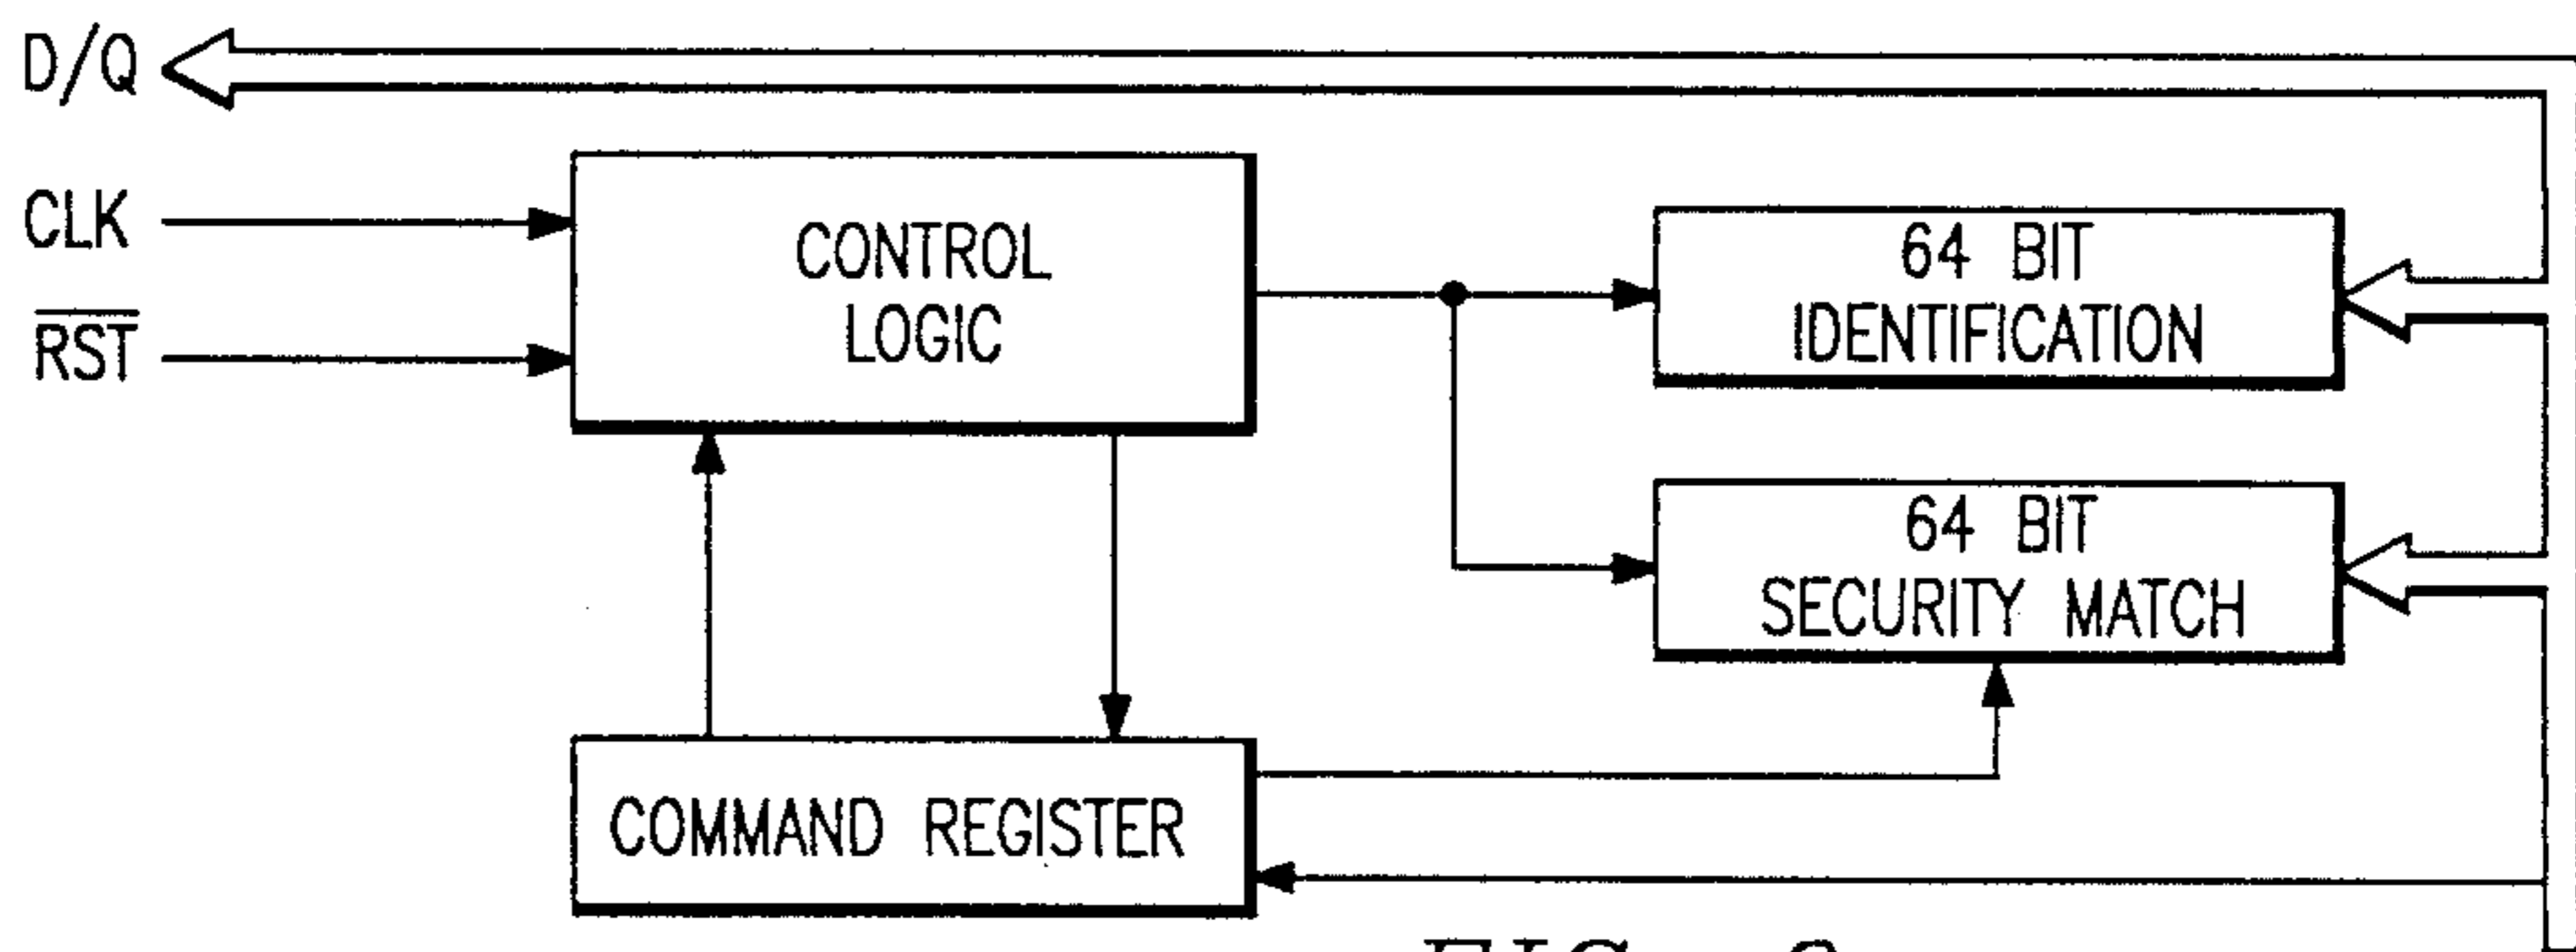 D/Q
CLK
RST
CONTROL
LOGIC
64 BIT
IDENTIFICATION
64 BIT
SECURITY MATCH
COMMAND REGISTER